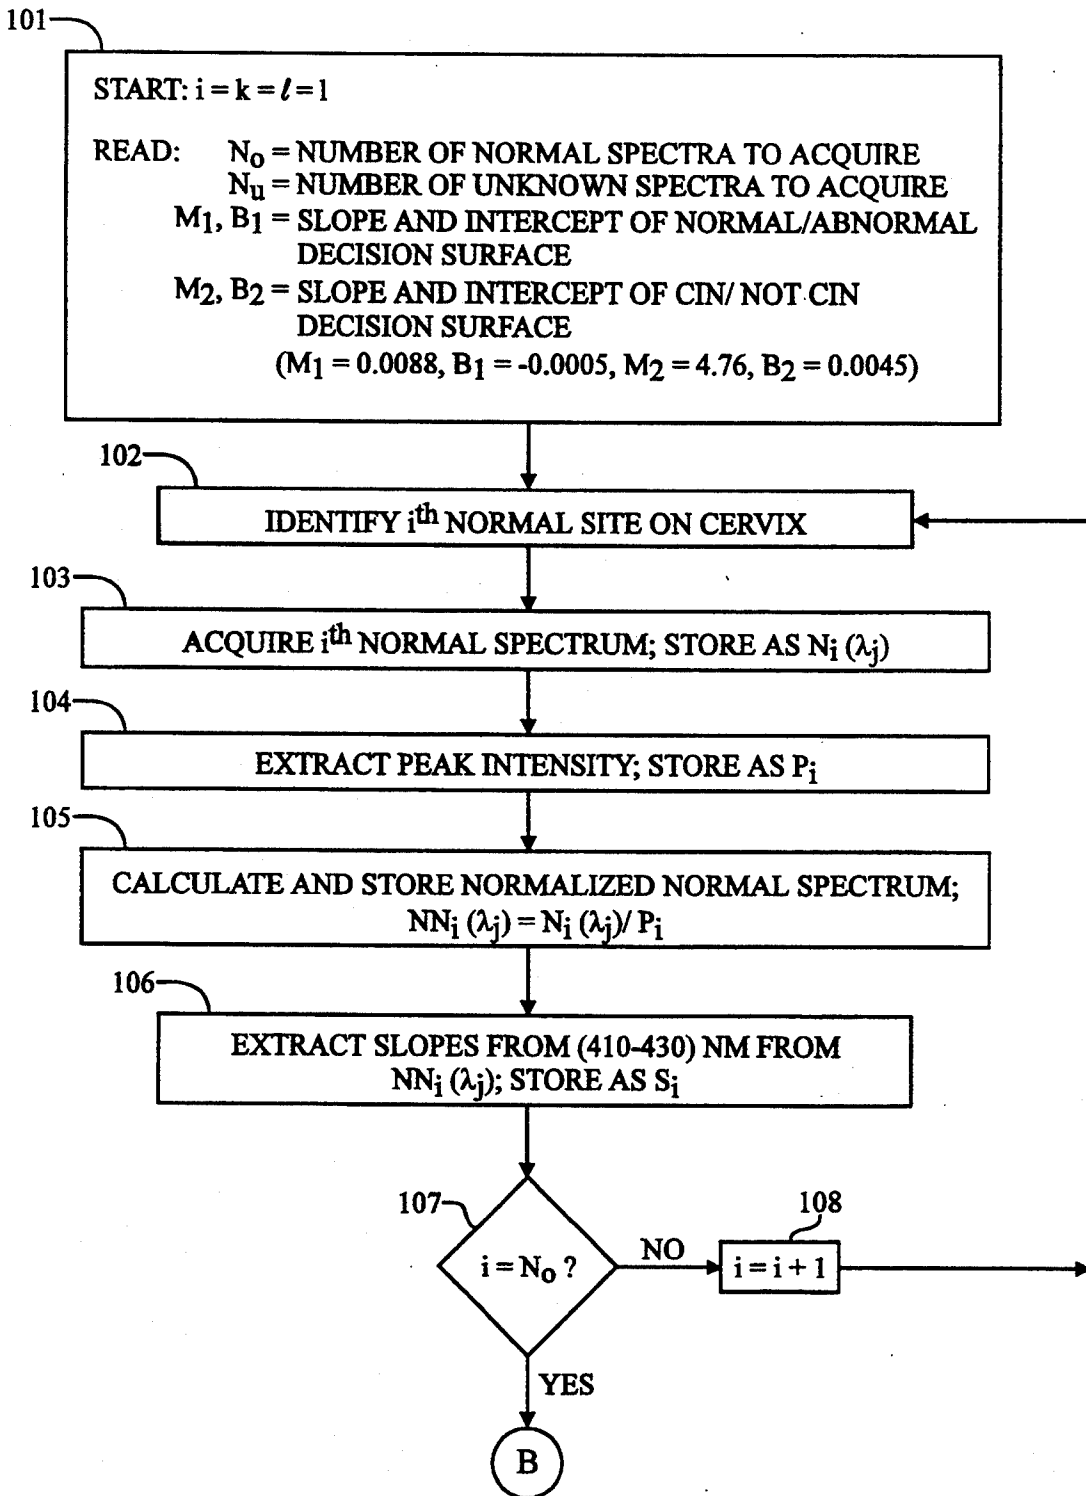 101
START: i = k = ℓ = 1
READ: No = NUMBER OF NORMAL SPECTRA TO ACQUIRE
Nu = NUMBER OF UNKNOWN SPECTRA TO ACQUIRE
M1, B1 = SLOPE AND INTERCEPT OF NORMAL/ABNORMAL
DECISION SURFACE
M2, B2 = SLOPE AND INTERCEPT OF CIN/ NOT CIN
DECISION SURFACE
(M1 = 0.0088, B1 = -0.0005, M2 = 4.76, B2 = 0.0045)
102
IDENTIFY ith NORMAL SITE ON CERVIX
103
ACQUIRE ith NORMAL SPECTRUM; STORE AS Ni (λj)
104
EXTRACT PEAK INTENSITY; STORE AS Pi
105
CALCULATE AND STORE NORMALIZED NORMAL SPECTRUM;
NNi (λj) = Ni (λj)/ Pi
106
EXTRACT SLOPES FROM (410-430) NM FROM
NNi (λj); STORE AS Si
107
i = No ?
NO
108
i = i + 1
YES
B